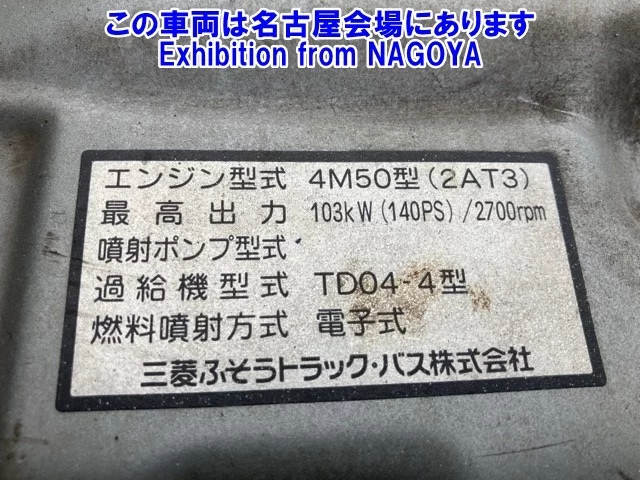 この車両は名古屋会場にあります
Exhibition from NAGOYA
エンジン型式 4M50型(2AT3)
最高出力 103kW(140PS)/2700rpm
噴射ポンプ型式
過給機型式 TD04-4型
燃料噴射方式 電子式
三菱ふそうトラック・バス株式会社